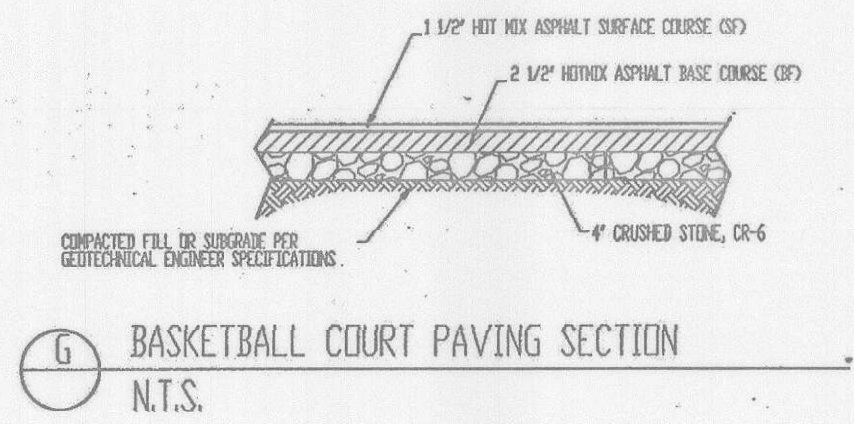 1 1/2" HOT MIX ASPHALT SURFACE COURSE (SF)
2 1/2" HOTMIX ASPHALT BASE COURSE (BF)
COMPACTED FILL OR SUBGRADE PER
GEOTECHNICAL ENGINEER SPECIFICATIONS.
4" CRUSHED STONE, CR-6
G
BASKETBALL COURT PAVING SECTION
N.T.S.